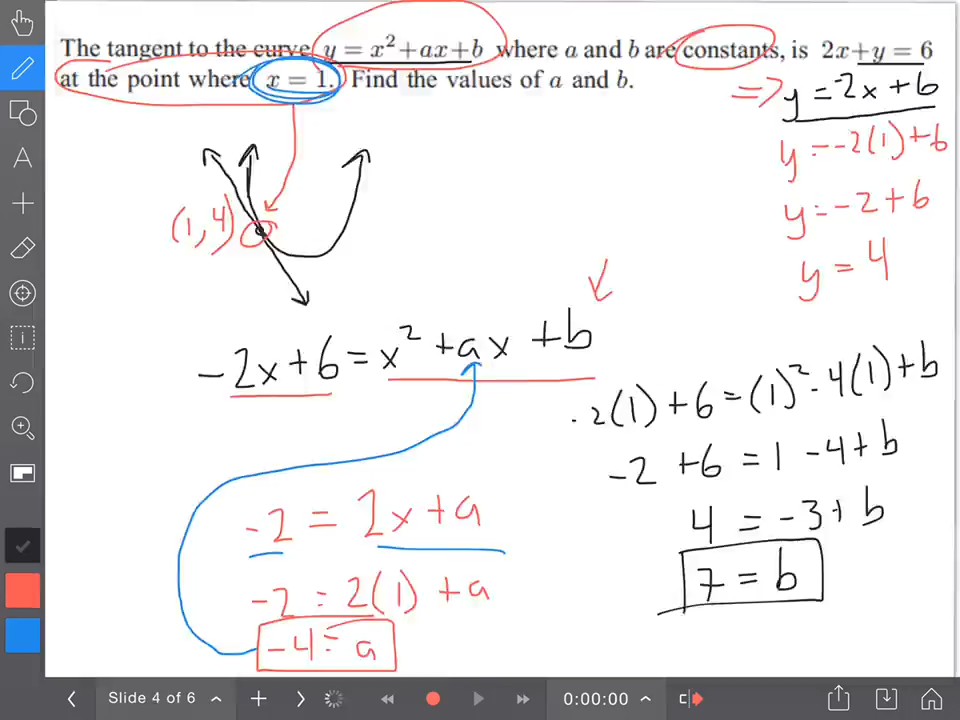 The tangent to the curve y = x² + ax + b where a and b are constants, is 2x + y = 6
at the point where x = 1. Find the values of a and b.
=> y = 2x + 6
y = -2(1) + 6
y = -2 + 6
y = 4
(1, 4)
-2x + 6 = x² + ax + b
-2(1) + 6 = (1)² - 4(1) + b
-2 + 6 = 1 - 4 + b
4 = -3 + b
7 = b
-2 = 2x + a
-2 = 2(1) + a
-4 = a
A
Slide 4 of 6
0:00:00